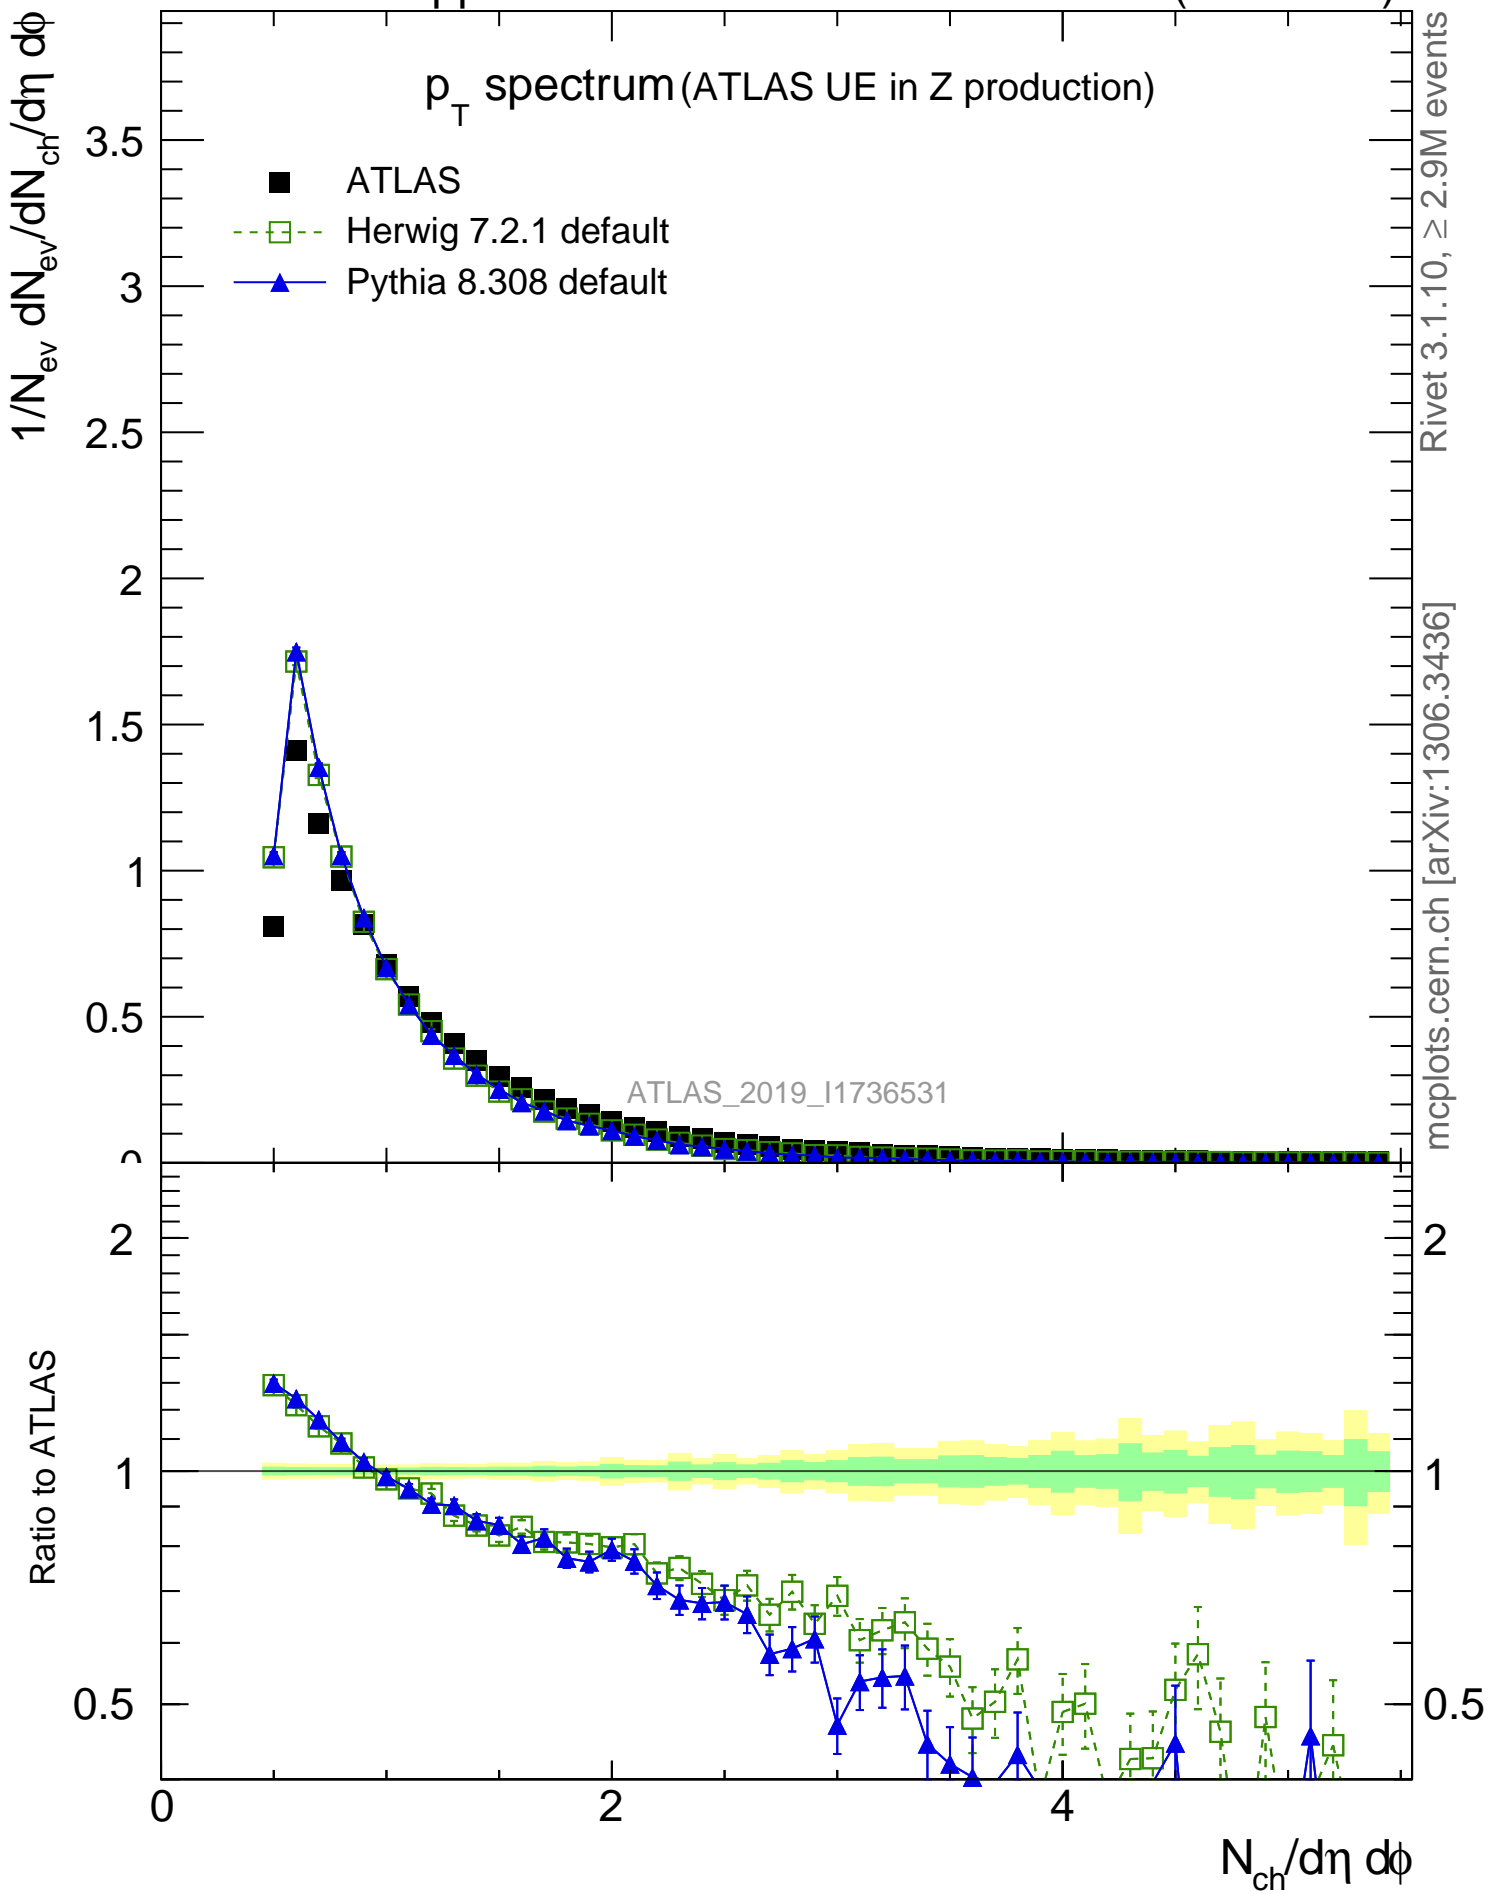 pp
p_T spectrum (ATLAS UE in Z production)
1/N_ev dN_ev/dN_ch/dη dϕ
ATLAS
Herwig 7.2.1 default
Pythia 8.308 default
3.5
3
2.5
2
1.5
1
0.5
0
ATLAS_2019_I1736531
Rivet 3.1.10, ≥ 2.9M events
mcplots.cern.ch [arXiv:1306.3436]
Ratio to ATLAS
2
1
0.5
2
1
0.5
0
2
4
N_ch/dη dϕ